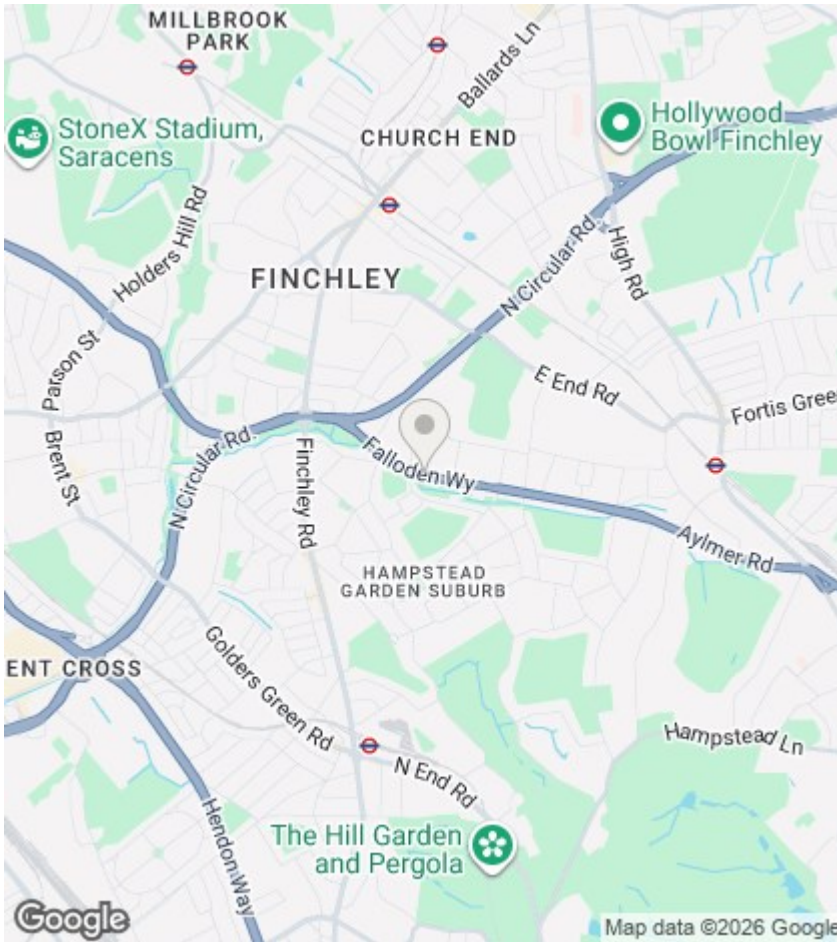 MILLBROOK
PARK
Ballards Ln
StoneX Stadium,
Saracens
CHURCH END
Hollywood
Bowl Finchley
Holders Hill Rd
FINCHLEY
N Circular Rd.
High Rd
Parson St
E End Rd
Fortis Gree
Brent St
N Circular Rd.
Finchley Rd
Falloden Wy
Aylmer Rd
HAMPSTEAD
GARDEN SUBURB
ENT CROSS
Golders Green Rd
Hampstead Ln
N End Rd
Hendon Way
The Hill Garden
and Pergola
Google
Map data ©2026 Google